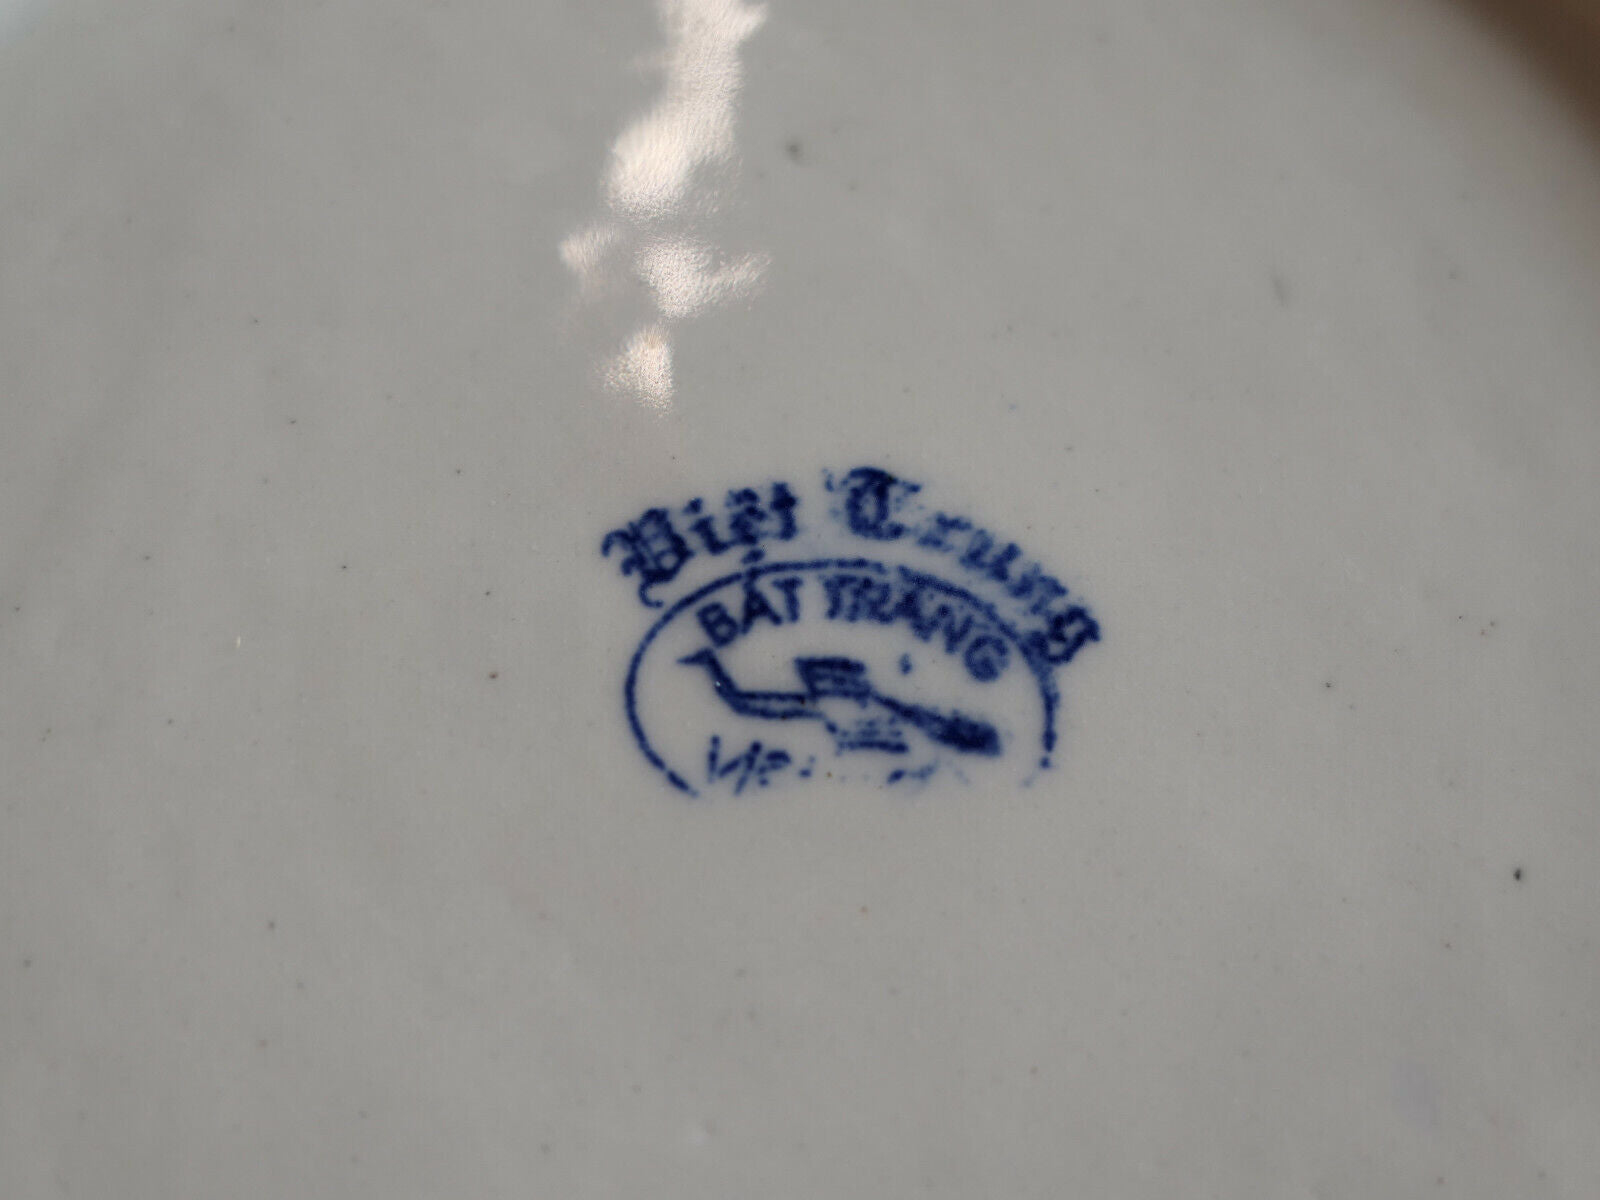 Việt Trung
BÁT TRÀNG